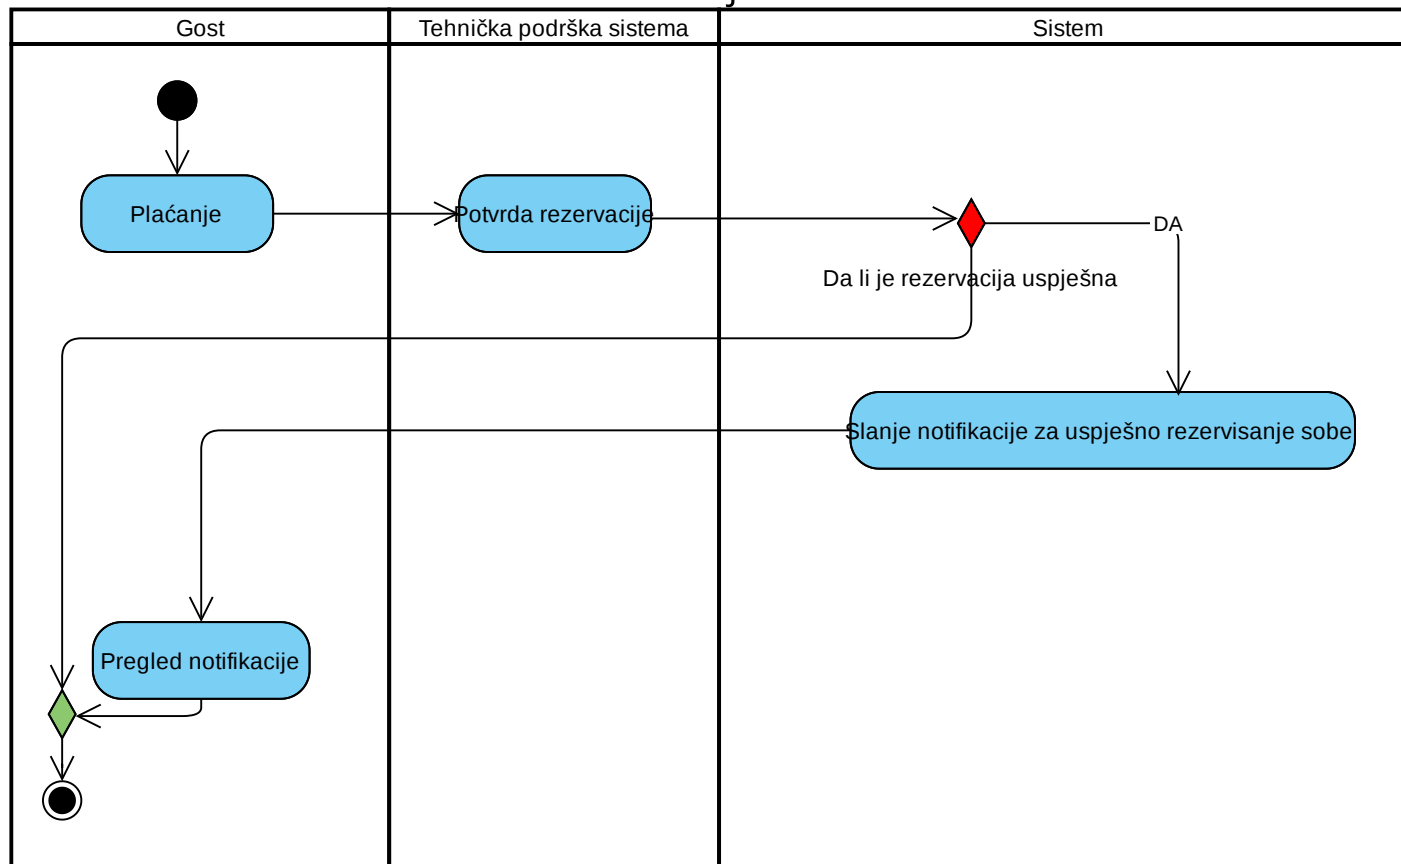 Gost
Tehnička podrška sistema
Sistem
Plaćanje
Potvrda rezervacije
DA
Da li je rezervacija uspješna
Slanje notifikacije za uspješno rezervisanje sobe
Pregled notifikacije